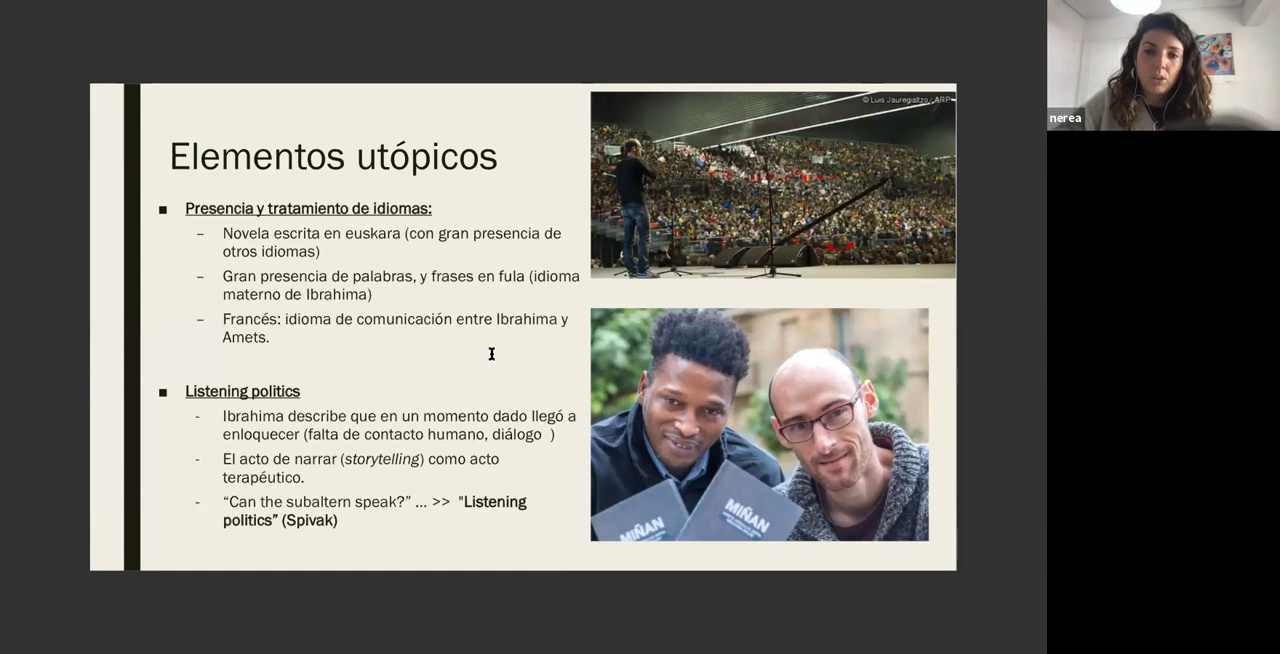 © Luis Jauregialtzo / ARP
Elementos utópicos
■ Presencia y tratamiento de idiomas:
– Novela escrita en euskara (con gran presencia de
otros idiomas)
– Gran presencia de palabras, y frases en fula (idioma
materno de Ibrahima)
– Francés: idioma de comunicación entre Ibrahima y
Amets.
■ Listening politics
- Ibrahima describe que en un momento dado llegó a
enloquecer (falta de contacto humano, diálogo )
- El acto de narrar (storytelling) como acto
terapéutico.
- “Can the subaltern speak?” ... >> "Listening
politics” (Spivak)
MIÑAN
MIÑAN
nerea